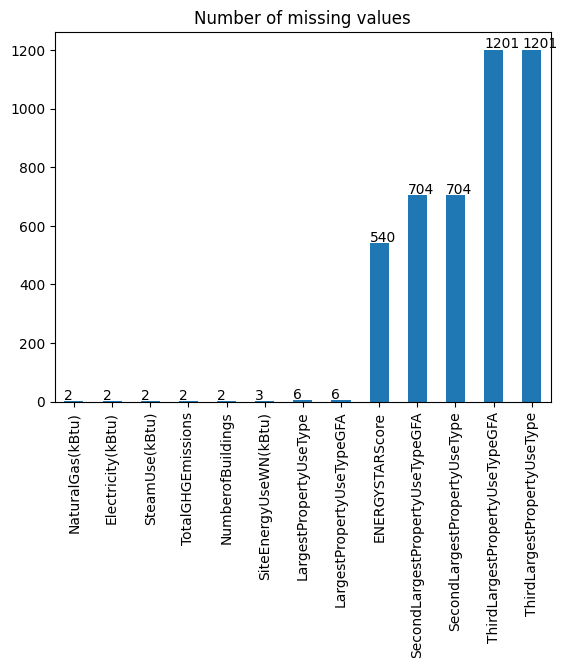 Number of missing values
1200
1000
800
600
400
200
0
2
2
2
2
2
3
6
6
540
704
704
1201
1201
NaturalGas(kBtu)
Electricity(kBtu)
SteamUse(kBtu)
TotalGHGEmissions
NumberofBuildings
SiteEnergyUseWN(kBtu)
LargestPropertyUseType
LargestPropertyUseTypeGFA
ENERGYSTARScore
SecondLargestPropertyUseTypeGFA
SecondLargestPropertyUseType
ThirdLargestPropertyUseTypeGFA
ThirdLargestPropertyUseType